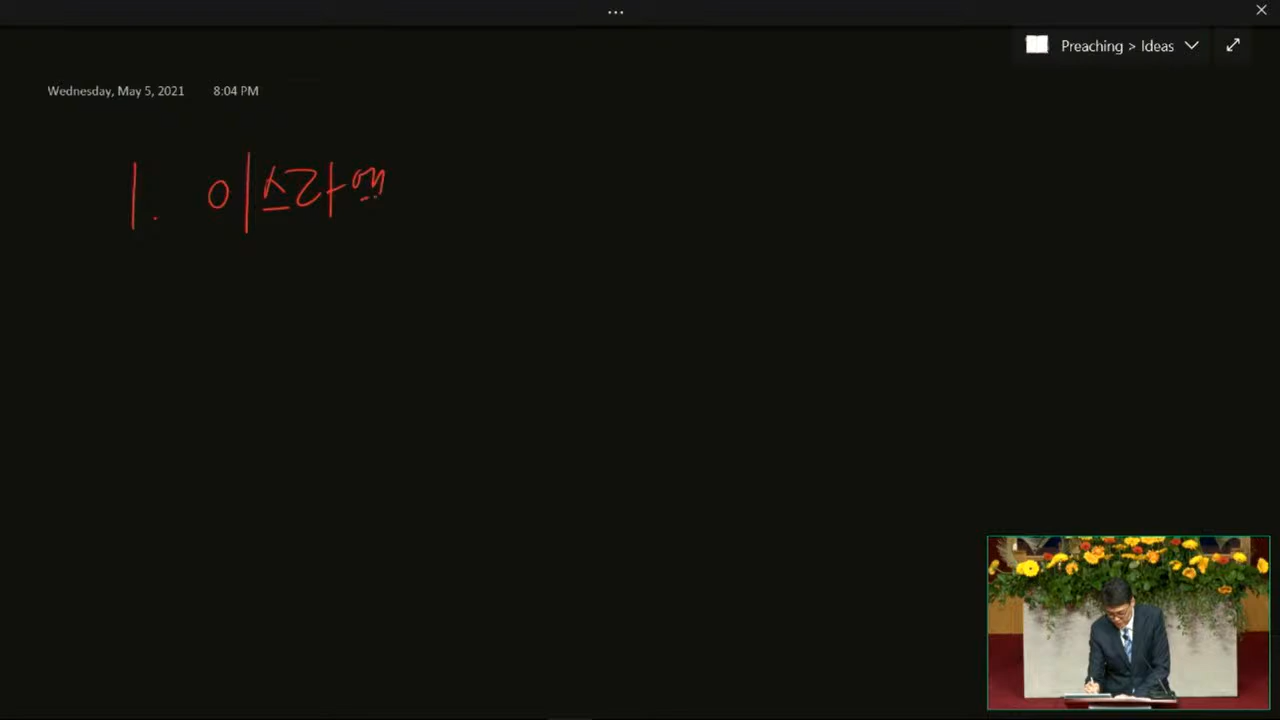 ...
Preaching > Ideas
Wednesday, May 5, 2021 8:04 PM
1. 이스라엘